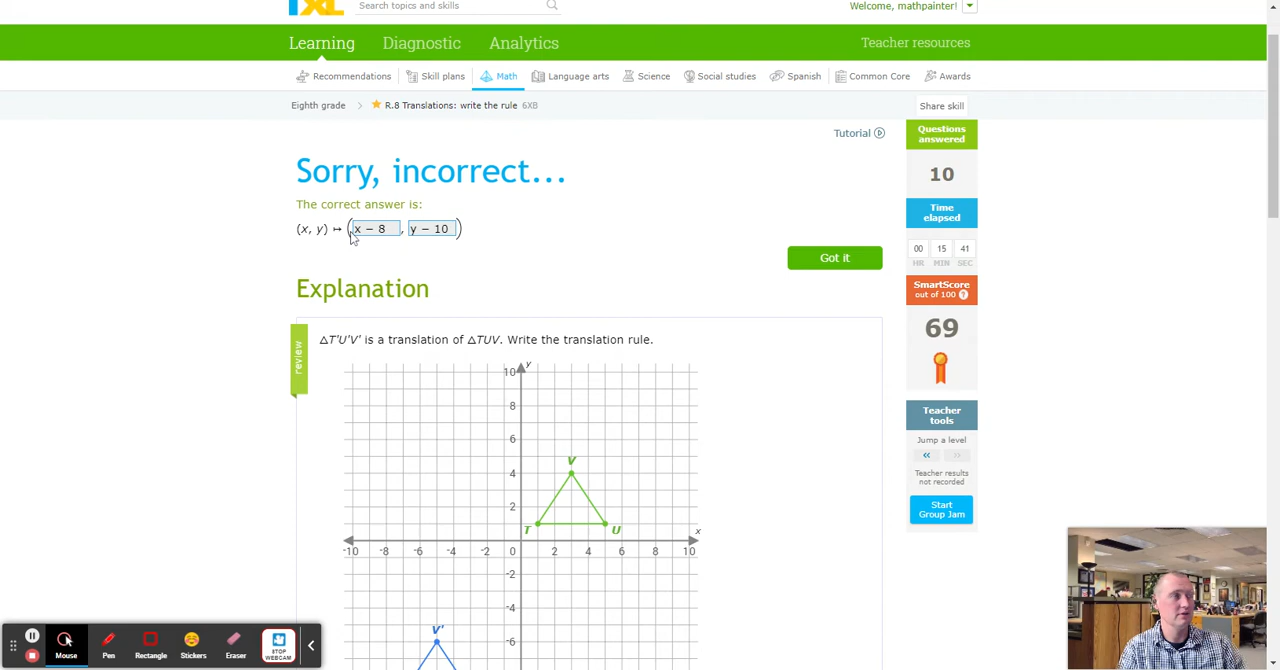 IXL Search topics and skills Welcome, mathpainter!
Learning Diagnostic Analytics Teacher resources
Recommendations Skill plans Math Language arts Science Social studies Spanish Common Core Awards
Eighth grade > R.8 Translations: write the rule 6XB Share skill
Tutorial
Questions answered
10
Time elapsed
00 15 41
HR MIN SEC
SmartScore
out of 100 ?
69
Teacher tools
Jump a level
<< >>
Teacher results not recorded
Start Group Jam
Sorry, incorrect...
The correct answer is:
(x, y) ↦ (x − 8 , y − 10)
Got it
Explanation
review
△T'U'V' is a translation of △TUV. Write the translation rule.
y
10
8
6
V
4
2
T U x
-10 -8 -6 -4 -2 0 2 4 6 8 10
-2
-4
V' -6
Mouse Pen Rectangle Stickers Eraser STOP WEBCAM